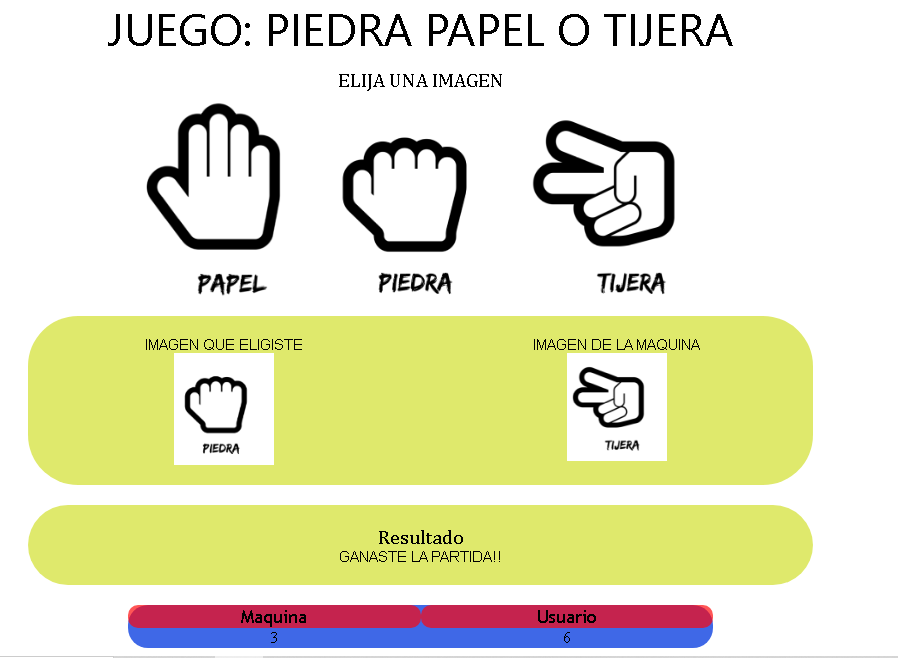 JUEGO: PIEDRA PAPEL O TIJERA
ELIJA UNA IMAGEN
PAPEL PIEDRA TIJERA
IMAGEN QUE ELIGISTE IMAGEN DE LA MAQUINA
PIEDRA TIJERA
Resultado
GANASTE LA PARTIDA!!
Maquina Usuario
3 6